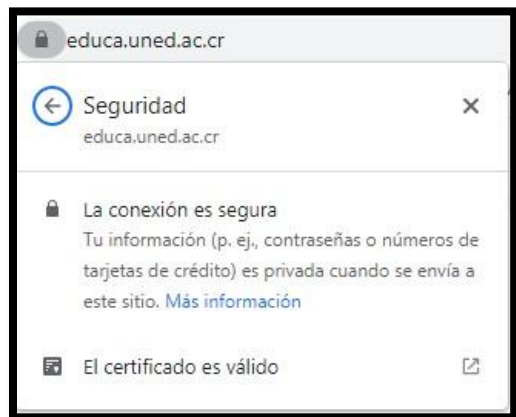 educa.uned.ac.cr
Seguridad
educa.uned.ac.cr
La conexión es segura
Tu información (p. ej., contraseñas o números de
tarjetas de crédito) es privada cuando se envía a
este sitio. Más información
El certificado es válido